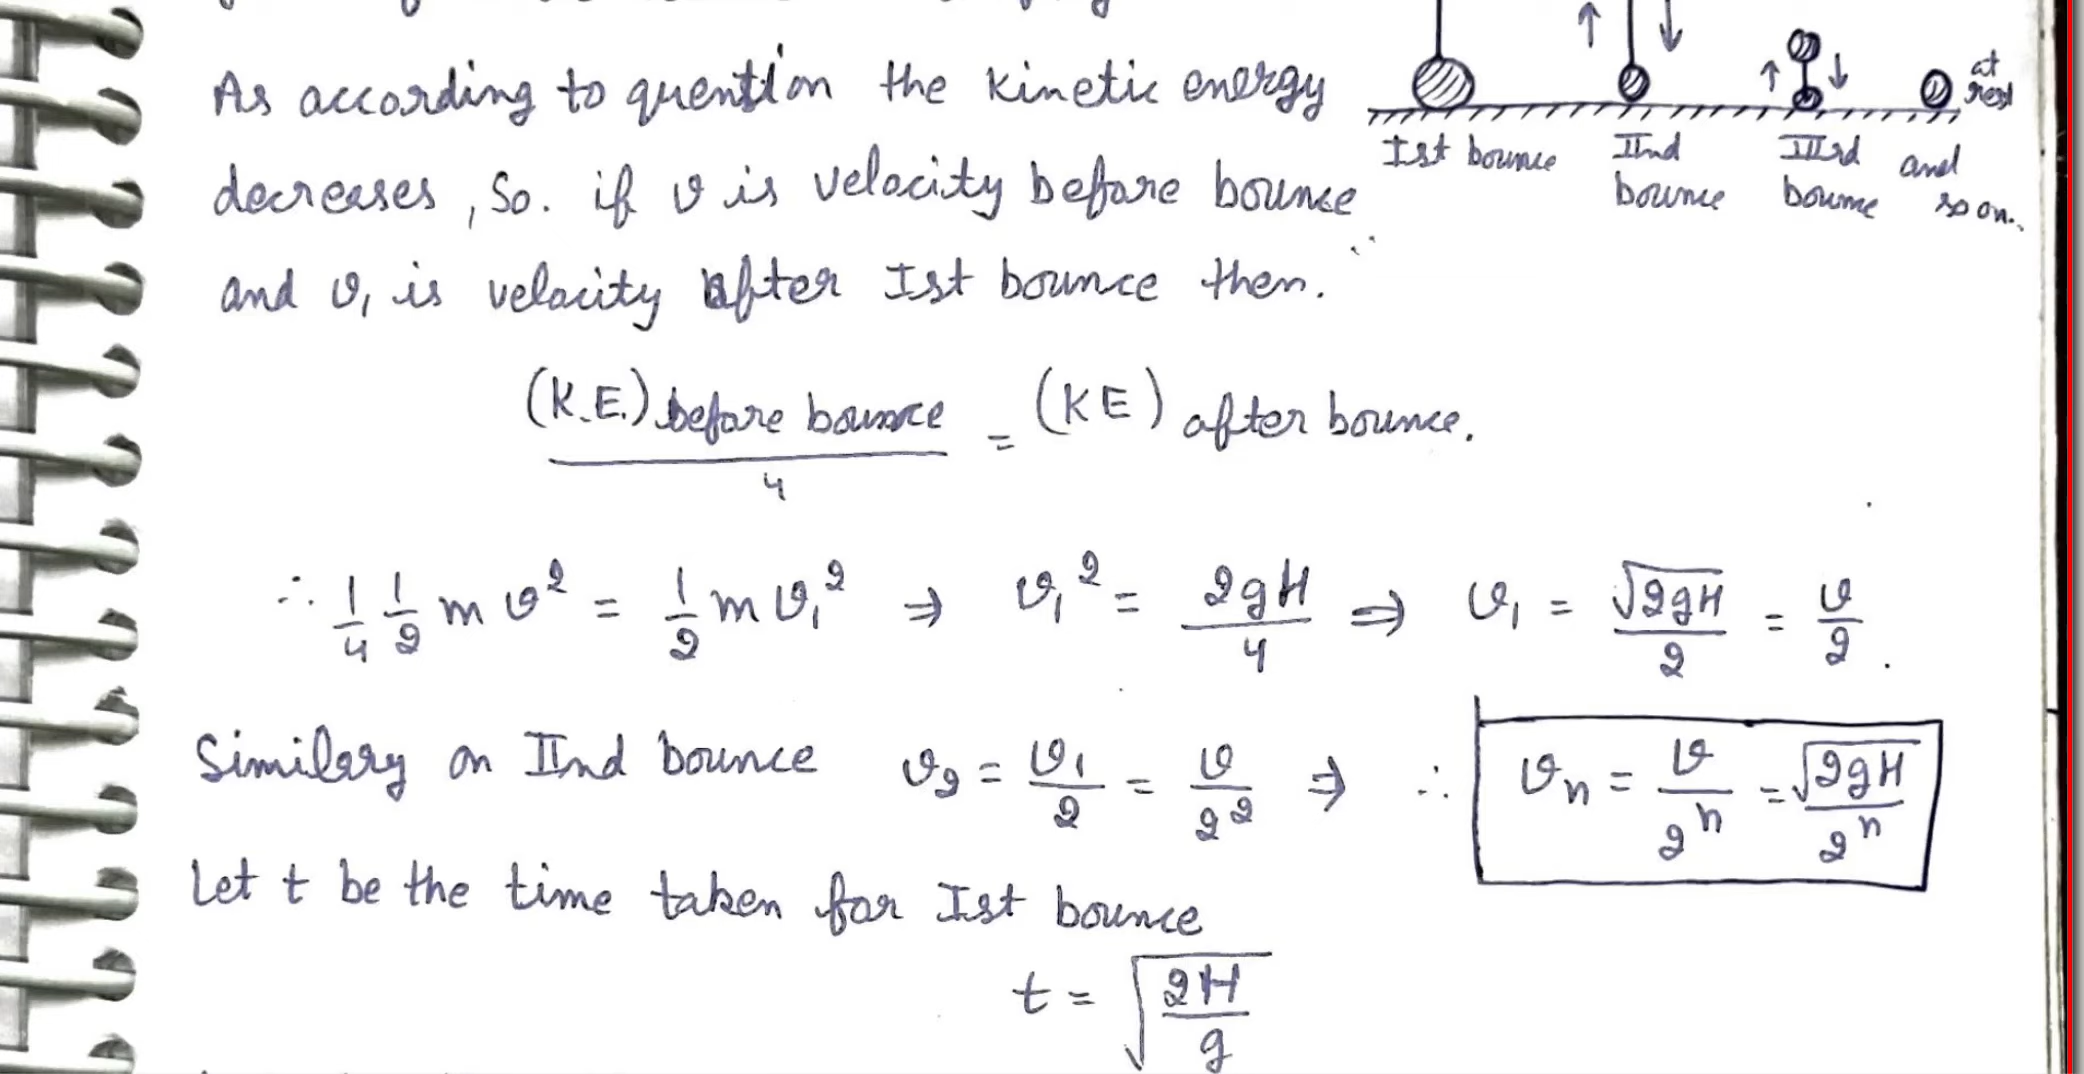 As according to quention the kinetic energy
decreases, So. if v is velocity before bounce
and v₁ is velocity after Ist bounce then.
Ist bounce
IInd bounce
IIIrd bounme
at rest
and so on.
(K.E.) before bounce / 4 = (KE) after bounce.
∴ 1/4 1/2 m v² = 1/2 m v₁² ⇒ v₁² = 2gH/4 ⇒ v₁ = √2gH/2 = v/2.
Similary on IInd bounce v₂ = v₁/2 = v/2² ⇒ ∴ vₙ = v/2ⁿ = √2gH/2ⁿ
Let t be the time taken for Ist bounce
t = √(2H/g)